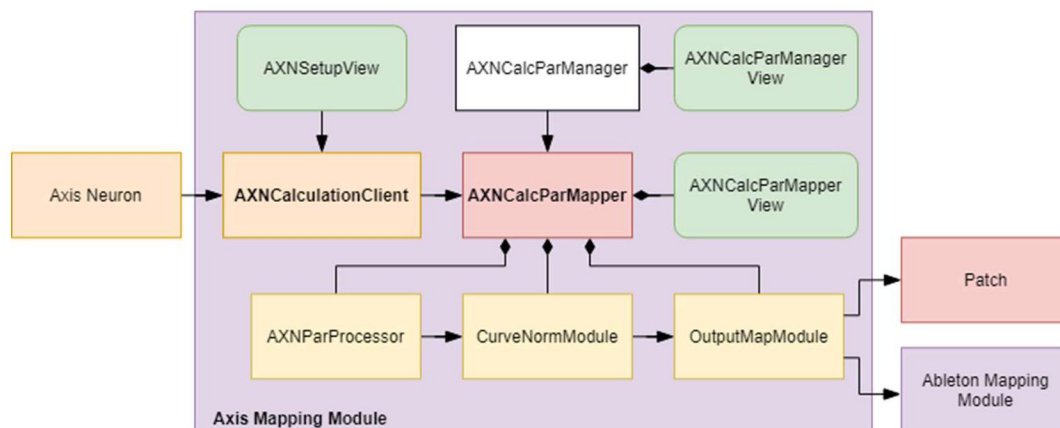 AXNSetupView
AXNCalcParManager
AXNCalcParManager
View
Axis Neuron
AXNCalculationClient
AXNCalcParMapper
AXNCalcParMapper
View
AXNParProcessor
CurveNormModule
OutputMapModule
Patch
Ableton Mapping
Module
Axis Mapping Module